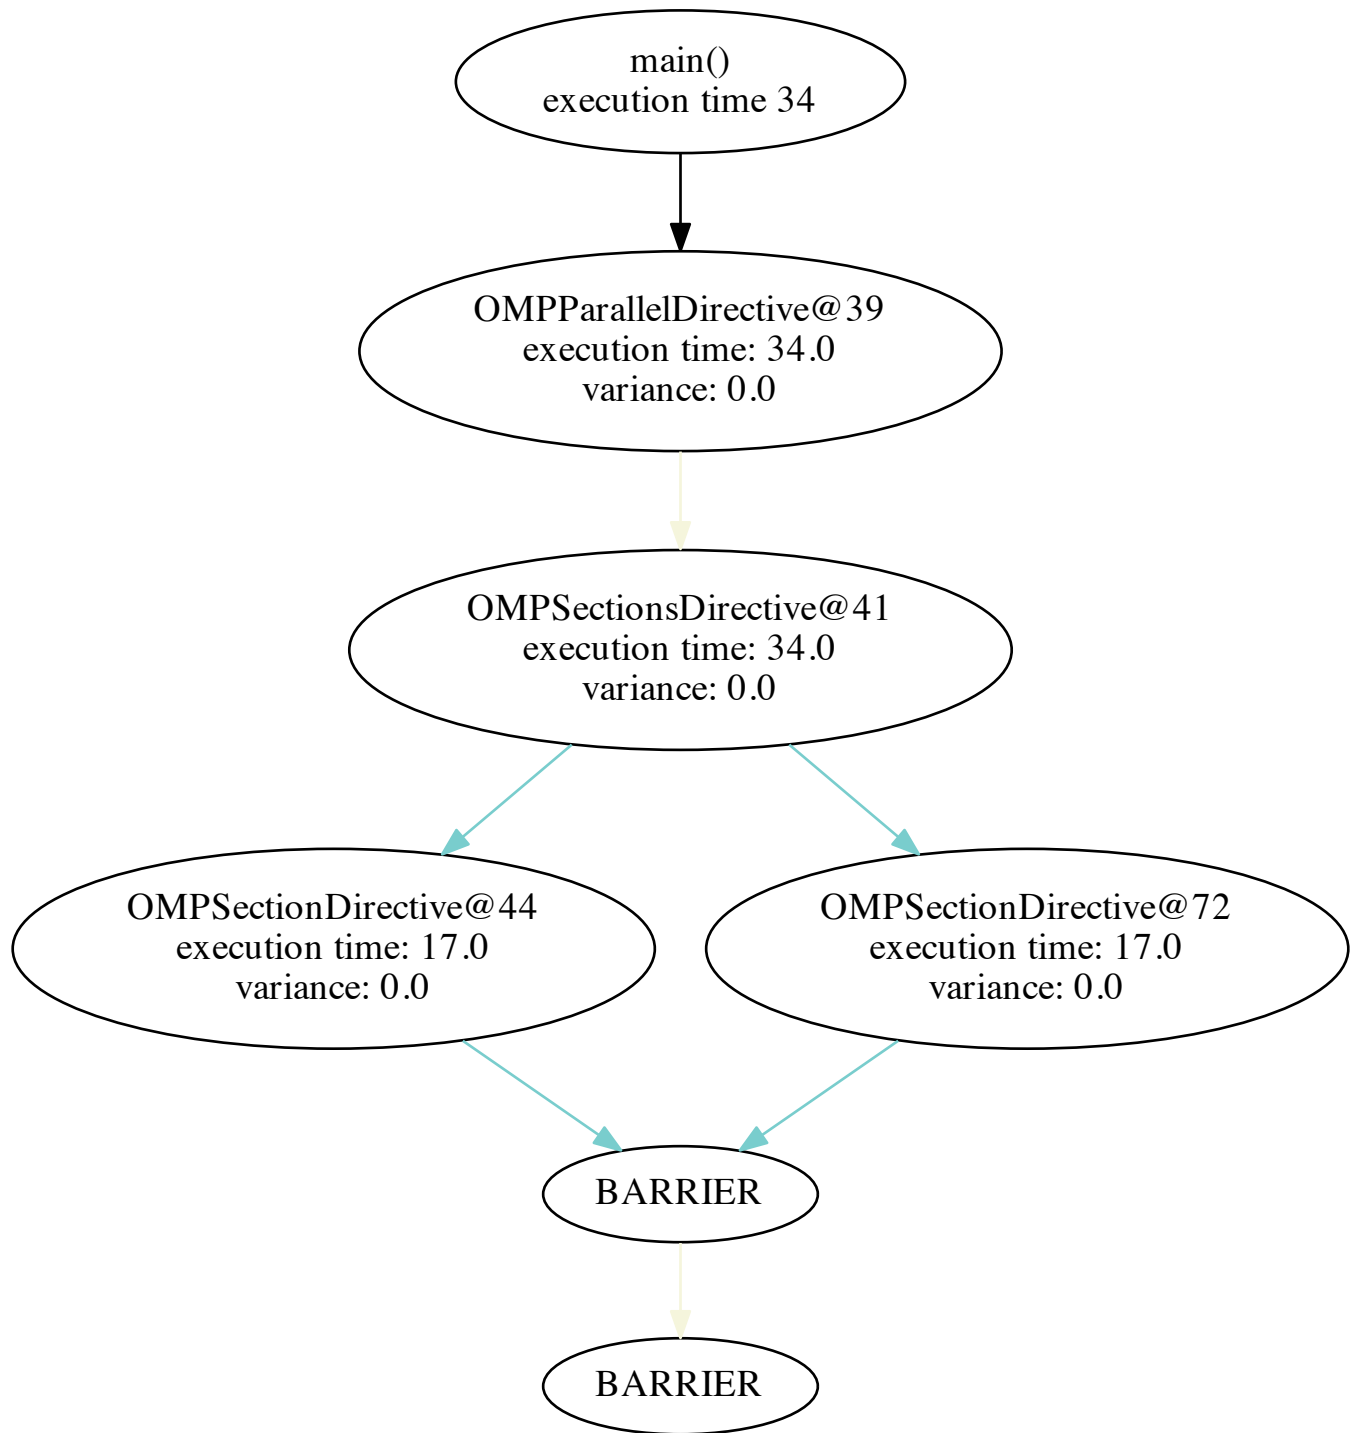 main()
execution time 34
OMPParallelDirective@39
execution time: 34.0
variance: 0.0
OMPSectionsDirective@41
execution time: 34.0
variance: 0.0
OMPSectionDirective@44
execution time: 17.0
variance: 0.0
OMPSectionDirective@72
execution time: 17.0
variance: 0.0
BARRIER
BARRIER